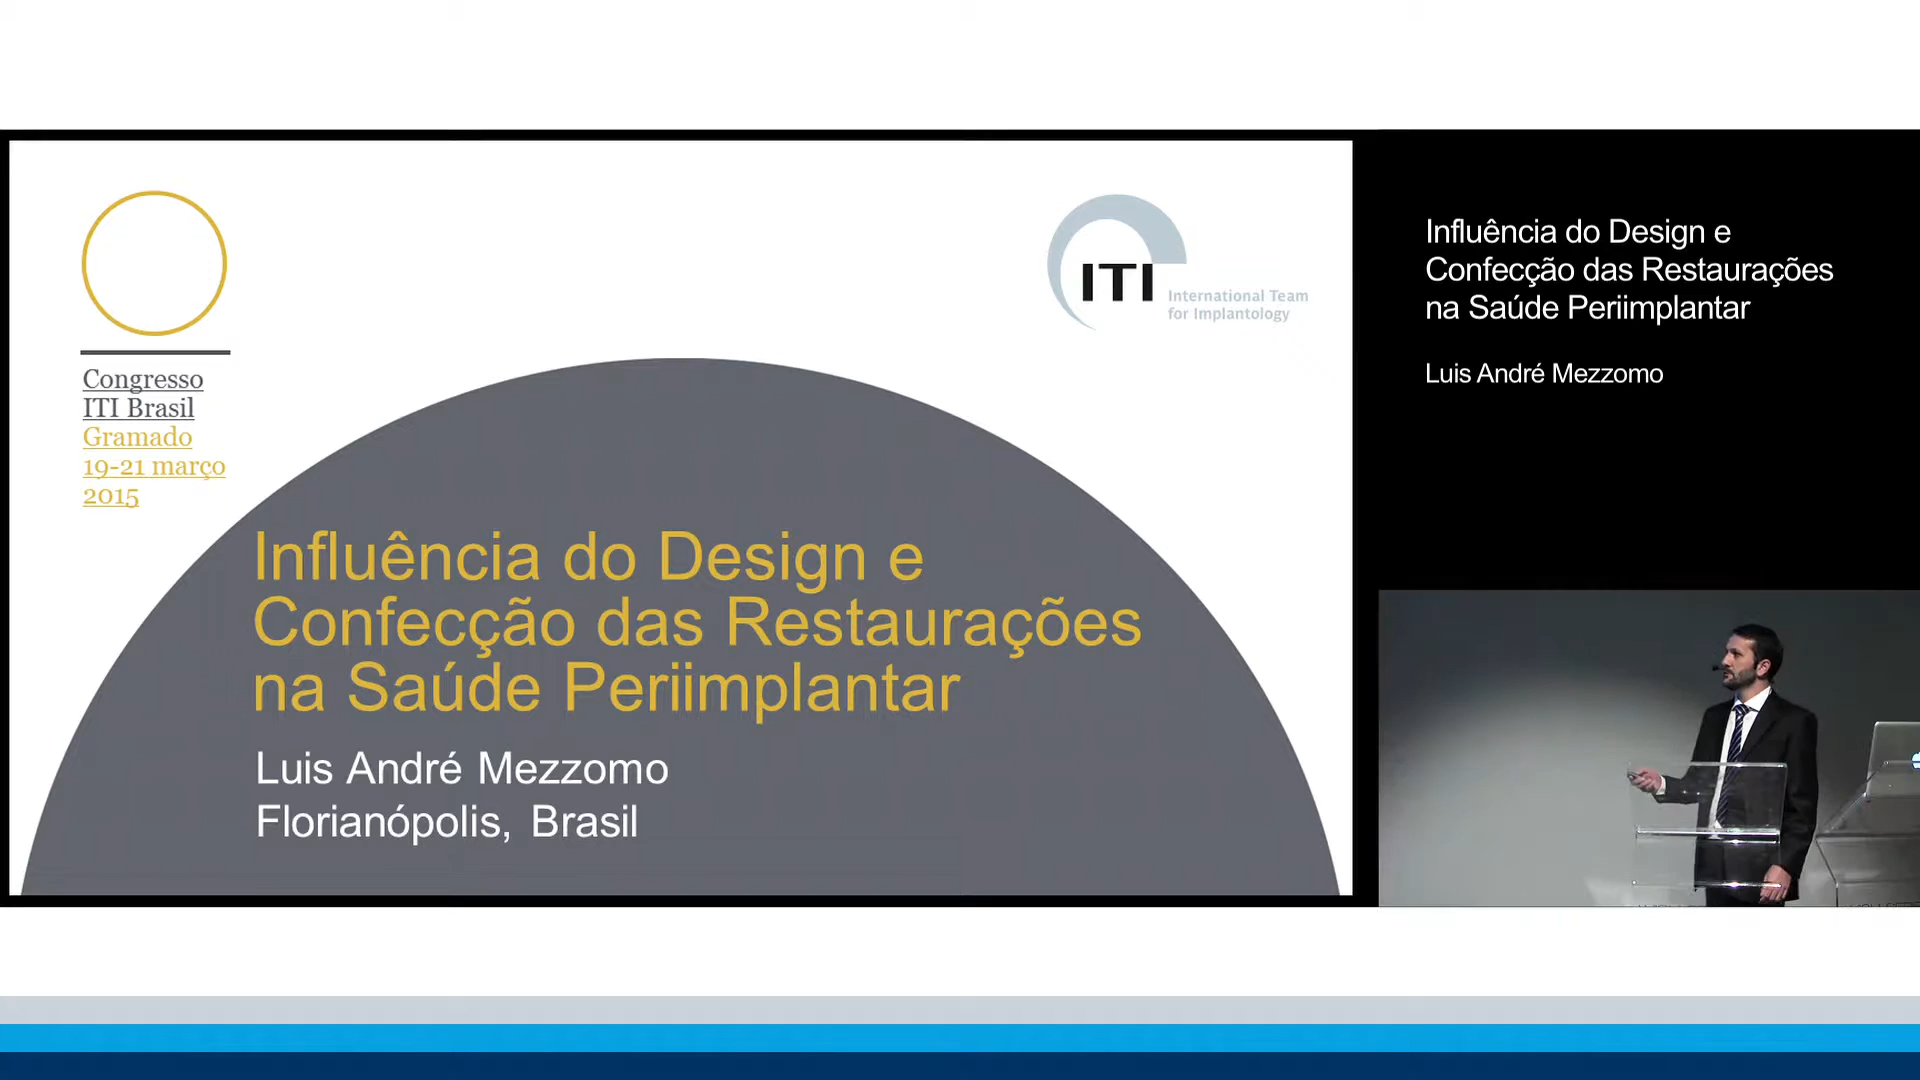 Congresso
ITI Brasil
Gramado
19-21 março
2015
ITI
International Team
for Implantology
Influência do Design e
Confecção das Restaurações
na Saúde Periimplantar
Luis André Mezzomo
Florianópolis, Brasil
Influência do Design e
Confecção das Restaurações
na Saúde Periimplantar
Luis André Mezzomo